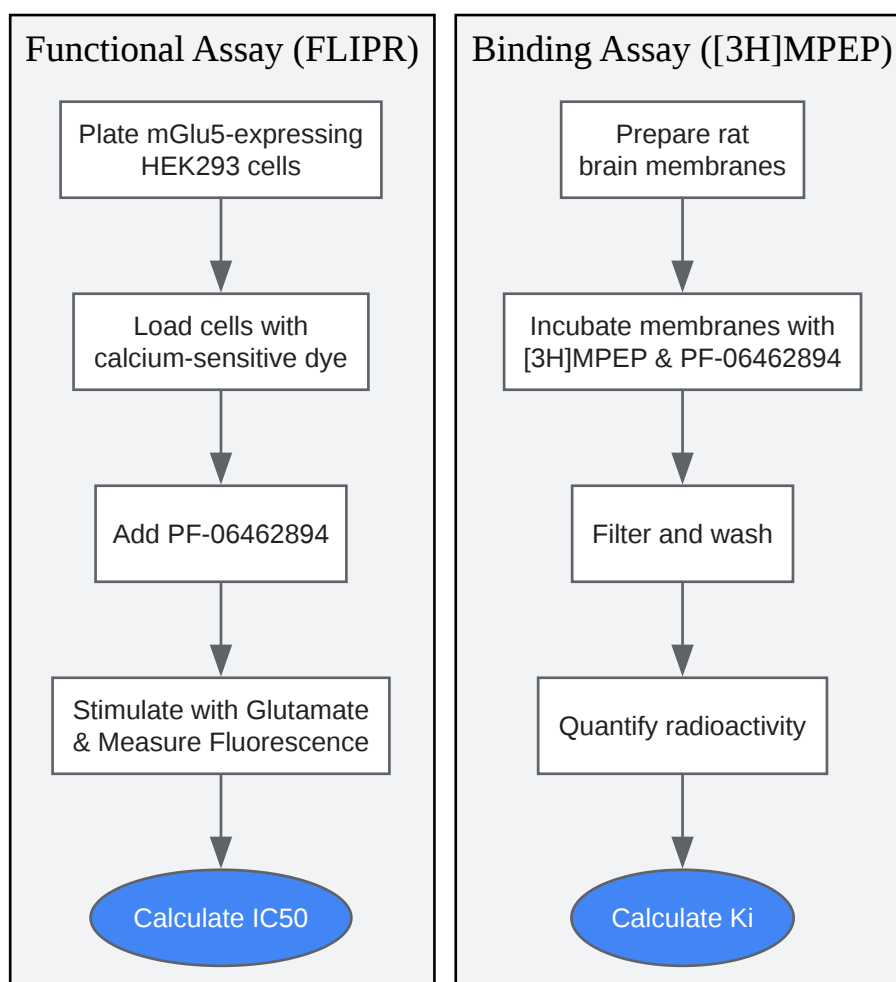 Functional Assay (FLIPR)
Plate mGlu5-expressing
HEK293 cells
Load cells with
calcium-sensitive dye
Add PF-06462894
Stimulate with Glutamate
& Measure Fluorescence
Calculate IC50
Binding Assay ([3H]MPEP)
Prepare rat
brain membranes
Incubate membranes with
[3H]MPEP & PF-06462894
Filter and wash
Quantify radioactivity
Calculate Ki